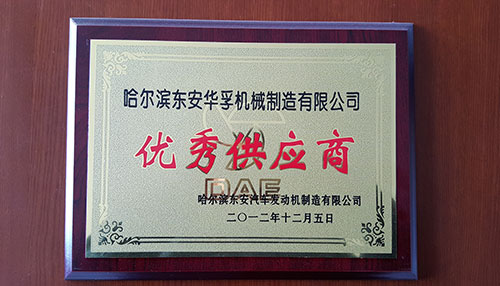 哈尔滨东安华孚机械制造有限公司
优秀供应商
DAE
哈尔滨东安汽车发动机制造有限公司
二〇一二年十二月五日